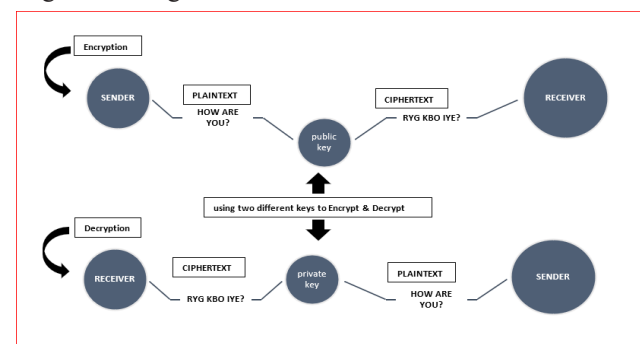 Encryption
SENDER
PLAINTEXT
HOW ARE
YOU?
public
key
CIPHERTEXT
RYG KBO IYE?
RECEIVER
using two different keys to Encrypt & Decrypt
Decryption
RECEIVER
CIPHERTEXT
RYG KBO IYE?
private
key
PLAINTEXT
HOW ARE
YOU?
SENDER